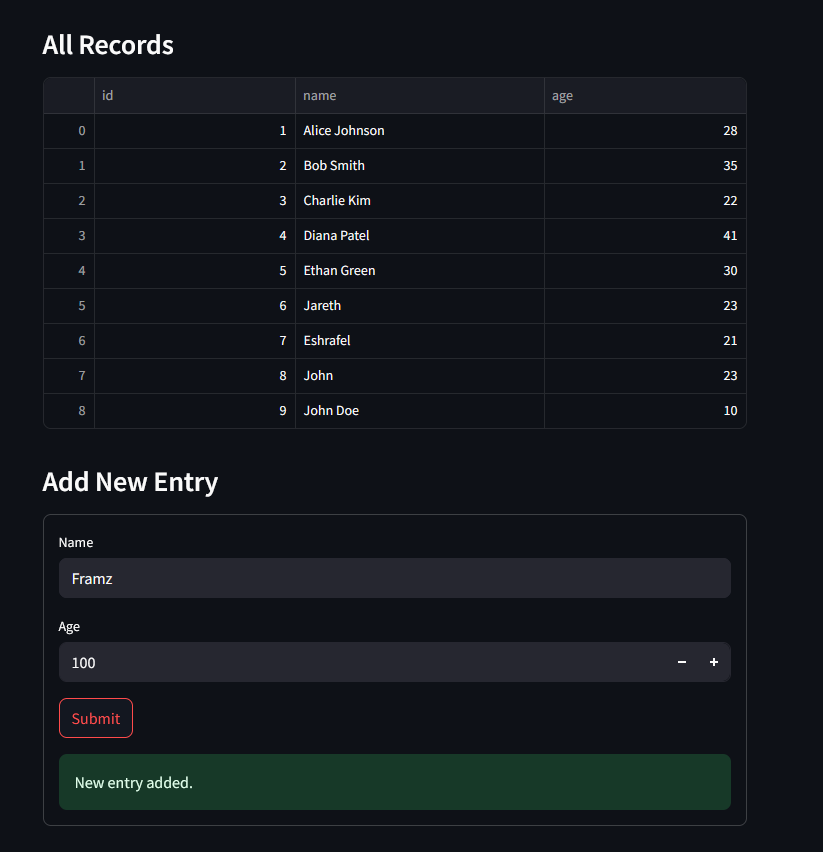 All Records
id name age
0 1 Alice Johnson 28
1 2 Bob Smith 35
2 3 Charlie Kim 22
3 4 Diana Patel 41
4 5 Ethan Green 30
5 6 Jareth 23
6 7 Eshrafel 21
7 8 John 23
8 9 John Doe 10
Add New Entry
Name
Framz
Age
100 − +
Submit
New entry added.